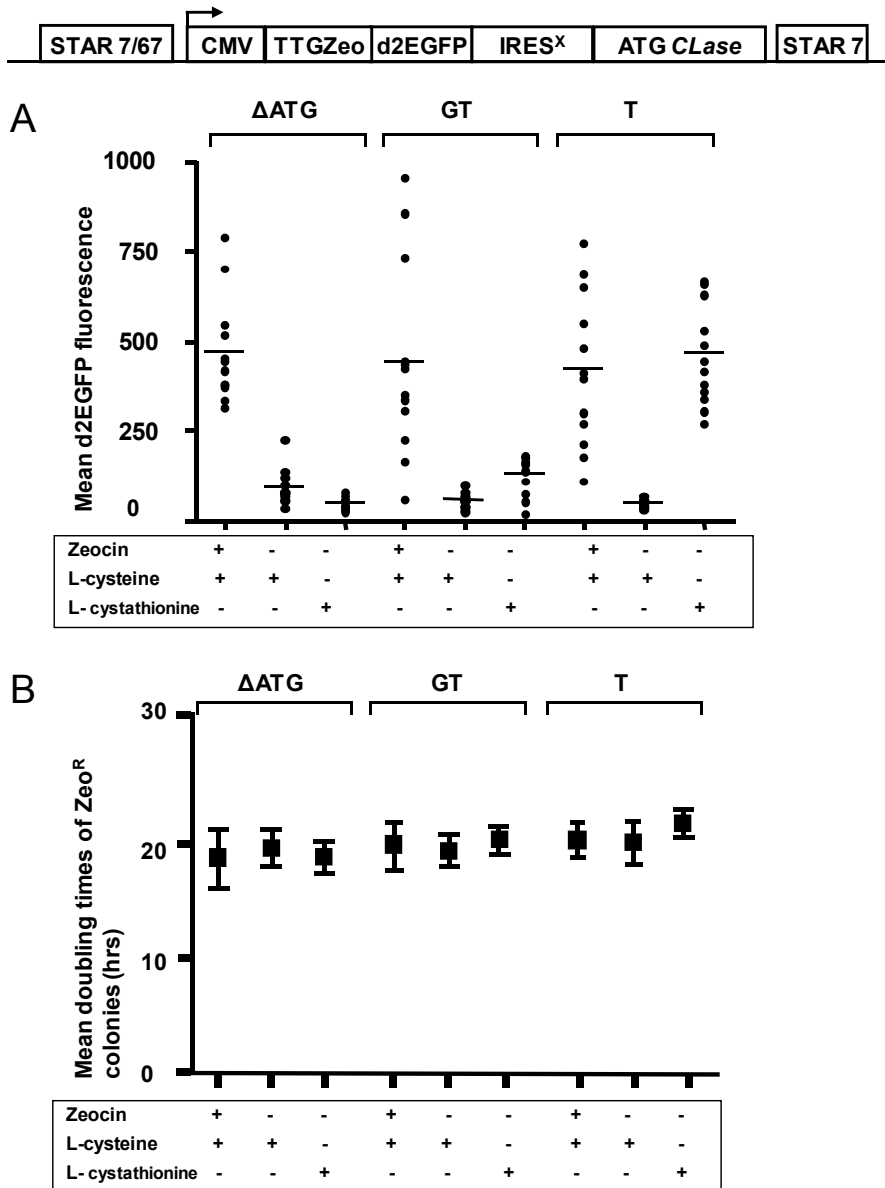 STAR 7/67 CMV TTGZeo d2EGFP IRESX ATG CLase STAR 7
A
ΔATG GT T
Mean d2EGFP fluorescence
1000
750
500
250
0
Zeocin + - - + - - + - -
L-cysteine + + - + + - + + -
L- cystathionine - - + - - + - - +
B
ΔATG GT T
Mean doubling times of ZeoR
colonies (hrs)
30
20
10
0
Zeocin + - - + - - + - -
L-cysteine + + - + + - + + -
L- cystathionine - - + - - + - - +